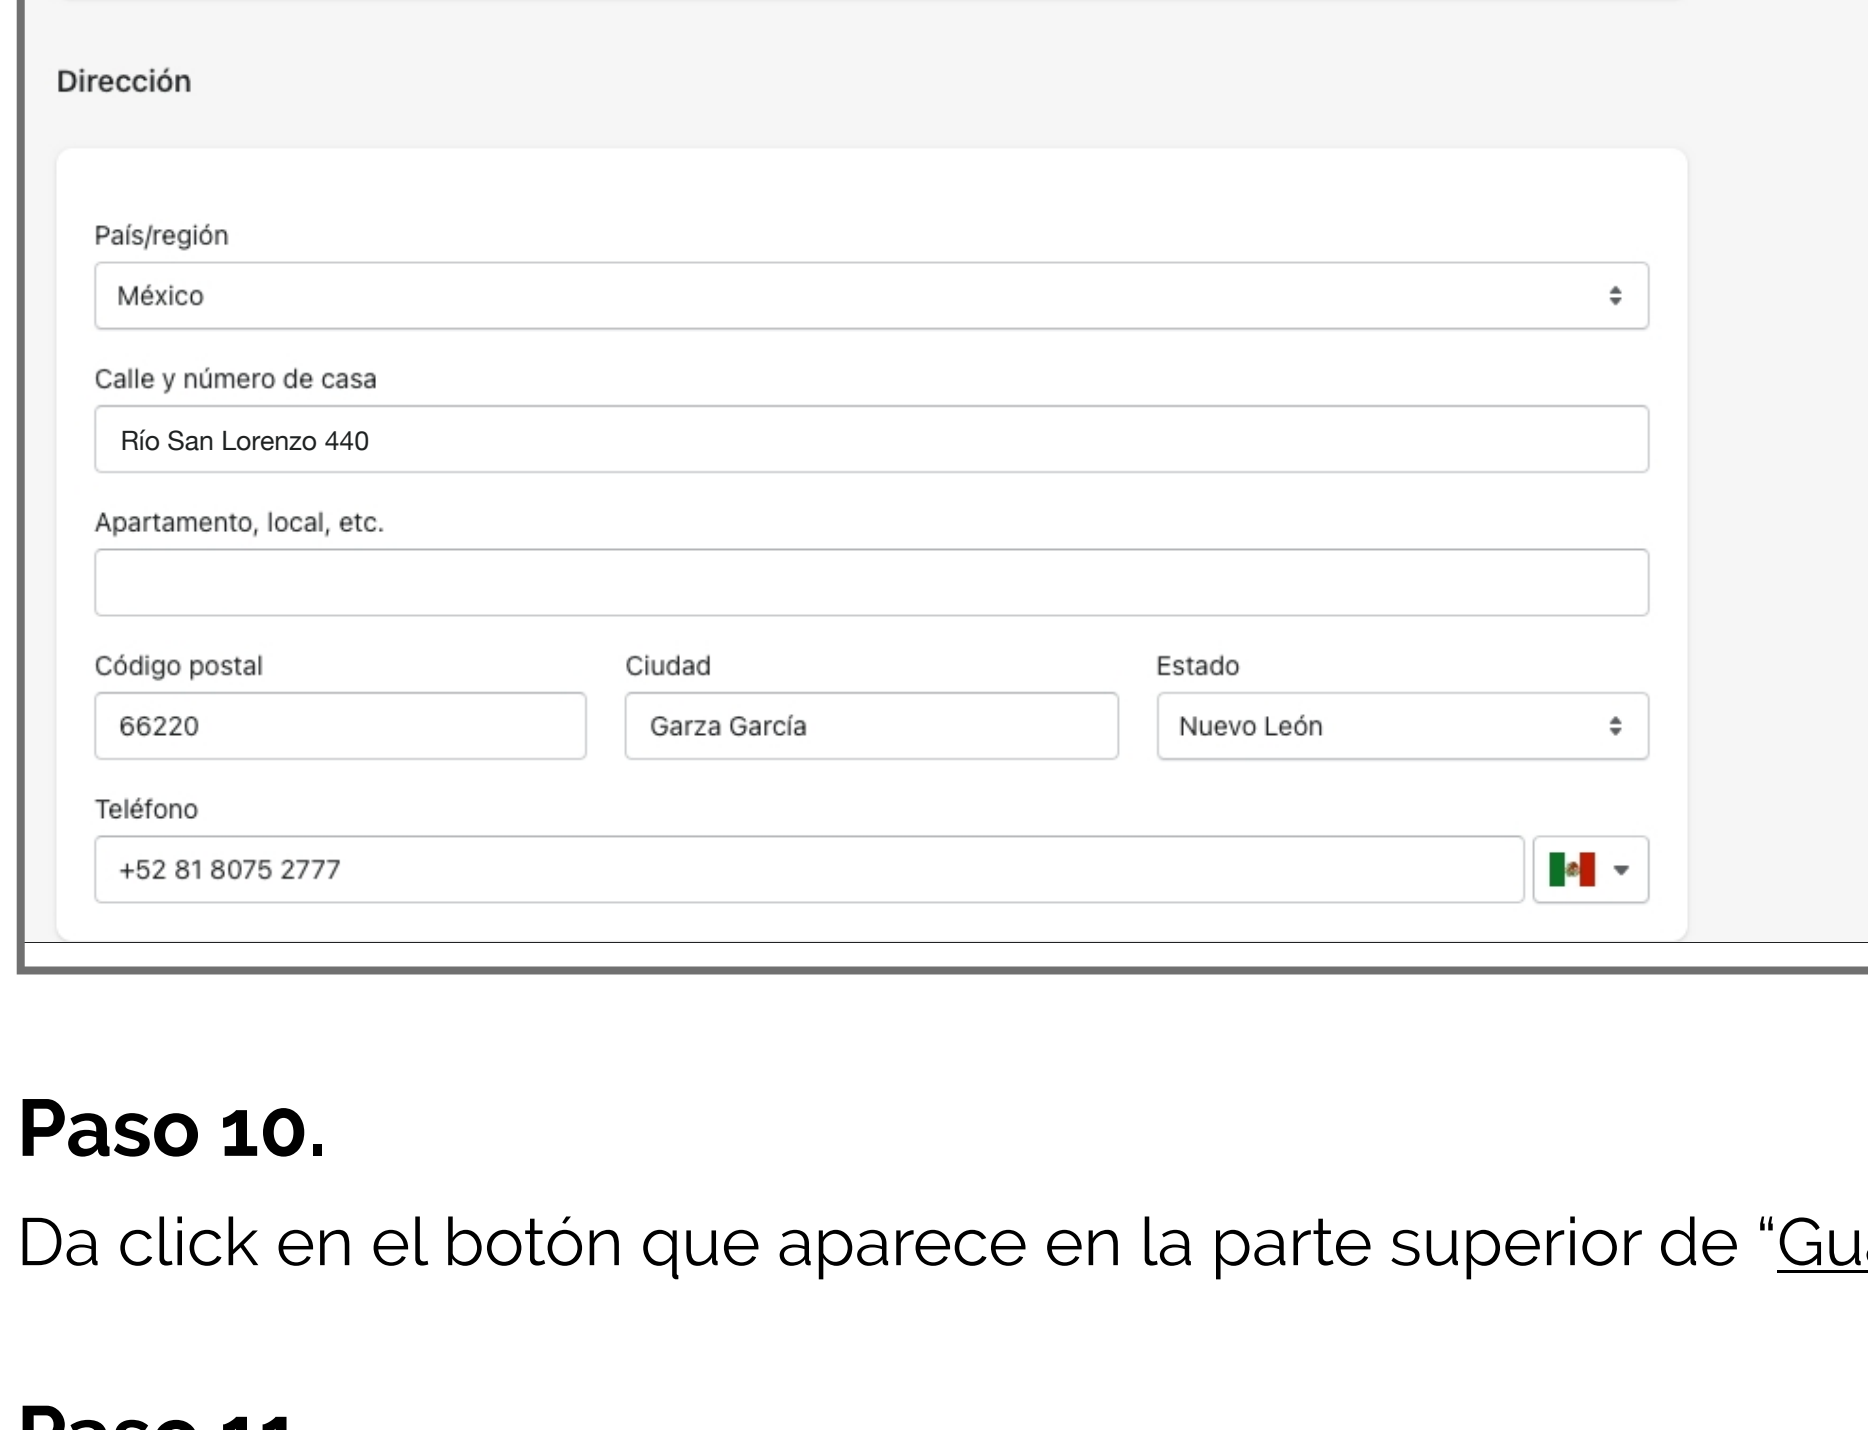 Dirección
País/región
México
Calle y número de casa
Río San Lorenzo 440
Apartamento, local, etc.
Código postal Ciudad Estado
66220 Garza García Nuevo León
Teléfono
+52 81 8075 2777
Paso 10.
Da click en el botón que aparece en la parte superior de “
Paso 11